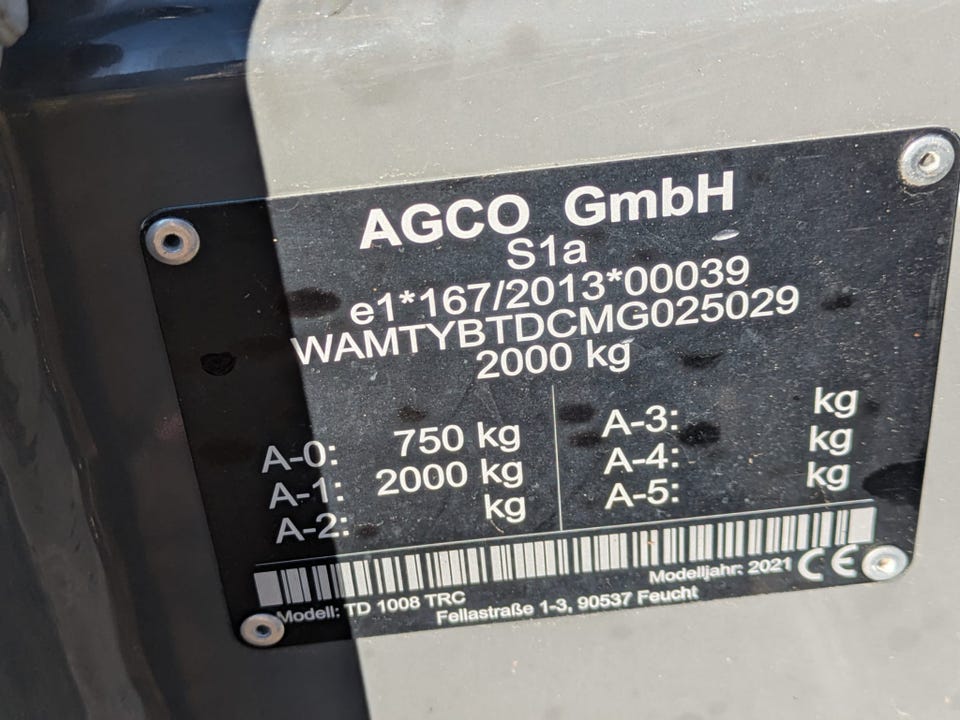 AGCO GmbH
S1a
e1*167/2013*00039
WAMTYBTDCMG025029
2000 kg
A-0: 750 kg
A-1: 2000 kg
A-2: kg
A-3: kg
A-4: kg
A-5: kg
Modell: TD 1008 TRC
Modelljahr: 2021 CE
Fellastraße 1-3, 90537 Feucht